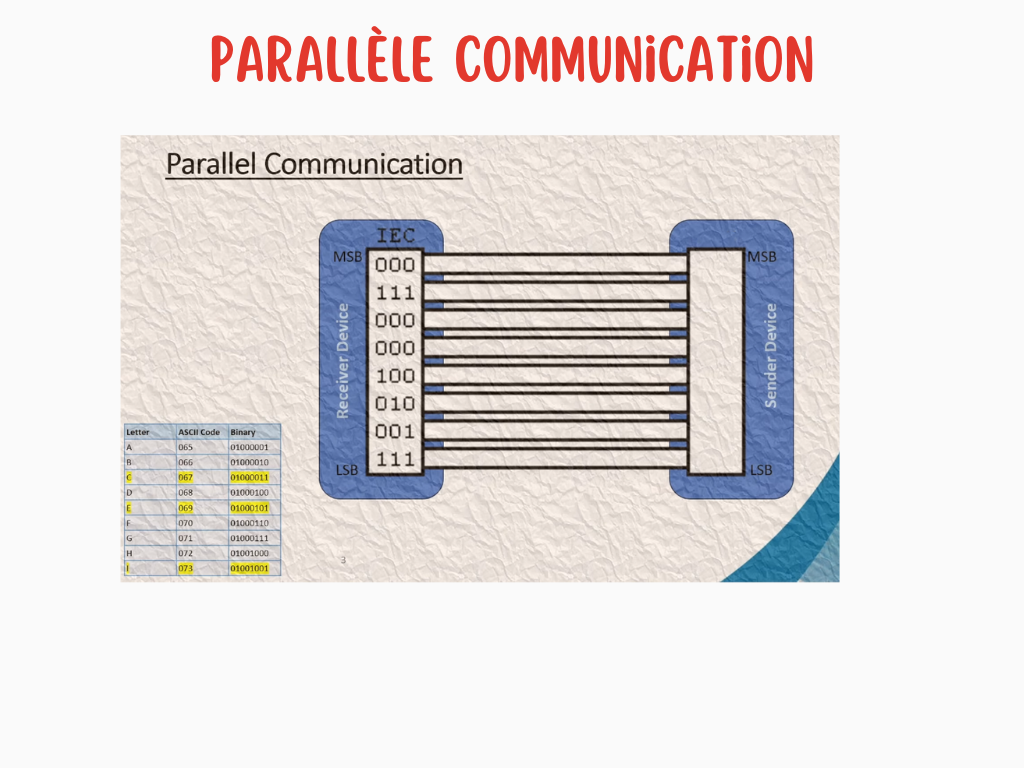 PARALLÈLE COMMUNiCATiON
Parallel Communication
IEC
MSB
MSB
000
111
000
000
100
010
001
111
Receiver Device
Sender Device
LSB
LSB
Letter ASCII Code Binary
A 065 01000001
B 066 01000010
C 067 01000011
D 068 01000100
E 069 01000101
F 070 01000110
G 071 01000111
H 072 01001000
I 073 01001001
3